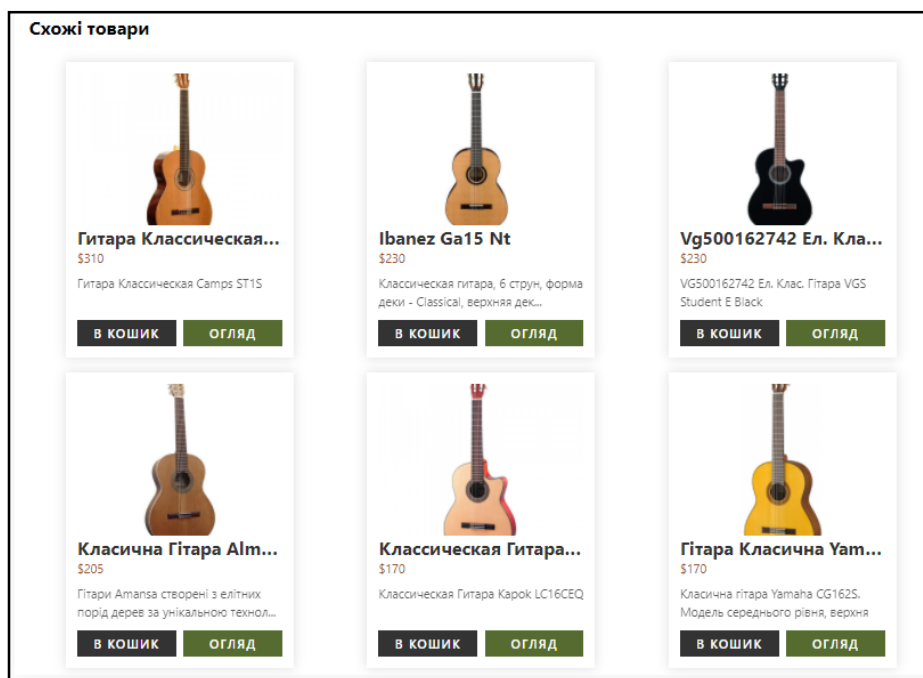 Схожі товари
Гитара Классическая...
$310
Гитара Классическая Camps ST1S
В КОШИК
ОГЛЯД
Ibanez Ga15 Nt
$230
Классическая гитара, 6 струн, форма
деки - Classical, верхняя дек...
В КОШИК
ОГЛЯД
Vg500162742 Ел. Кла...
$230
VG500162742 Ел. Клас. Гітара VGS
Student E Black
В КОШИК
ОГЛЯД
Класична Гітара Alm...
$205
Гітари Amansa створені з елітних
порід дерев за унікальною технол...
В КОШИК
ОГЛЯД
Классическая Гитара...
$170
Классическая Гитара Kapok LC16CEQ
В КОШИК
ОГЛЯД
Гітара Класична Yam...
$170
Класична гітара Yamaha CG162S.
Модель середнього рівня, верхня
В КОШИК
ОГЛЯД